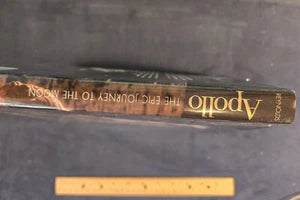 REYNOLDS
Apollo
THE EPIC JOURNEY TO THE MOON